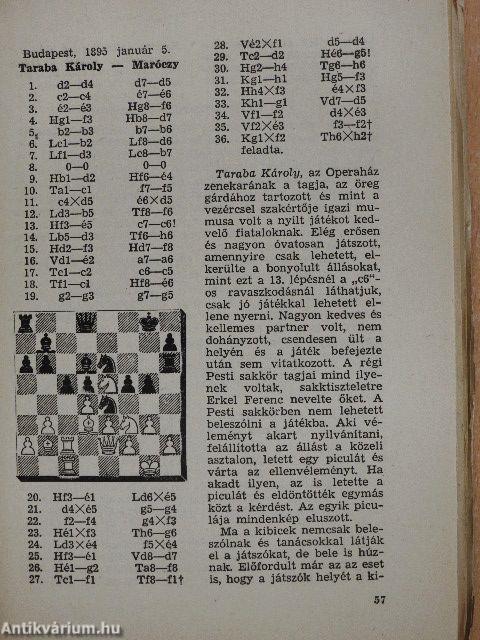 Budapest, 1895 január 5.
Taraba Károly — Maróczy
1. d2—d4 d7—d5
2. c2—c4 é7—é6
3. é2—é3 Hg8—f6
4. Hg1—f3 Hb8—d7
5. b2—b3 b7—b6
6. Lc1—b2 Lf8—d6
7. Lf1—d3 Lc8—b7
8. 0—0 0—0
9. Hb1—d2 Hf6—é4
10. Ta1—c1 f7—f5
11. c4×d5 é6×d5
12. Ld3—b5 Tf8—f6
13. Hf3—é5 c7—c6!
14. Lb5—d3 Tf6—h6
15. Hd2—f3 Hd7—f8
16. Vd1—é2 a7—a6
17. Tc1—c2 c6—c5
18. Tf1—c1 Hf8—é6
19. g2—g3 g7—g5
20. Hf3—é1 Ld6×é5
21. d4×é5 g5—g4
22. f2—f4 g4×f3
23. Hé1×f3 Th6—g6
24. Ld3×é4 f5×é4
25. Hf3—é1 Vd8—d7
26. Hé1—g2 Ta8—f8
27. Tc1—f1 Tf8—f1†
28. Vé2×f1 d5—d4
29. Tc2—d2 Hé6—g5!
30. Hg2—h4 Tg6—h6
31. Kg1—h1 Hg5—f3
32. Hh4×f3 é4×f3
33. Kh1—g1 Vd7—d5
34. Vf1—f2 d4×é3
35. Vf2×é3 f3—f2†
36. Kg1×f2 Th6×h2†
feladta.
Taraba Károly, az Operaház
zenekarának a tagja, az öreg
gárdához tartozott és mint a
vezércsel szakértője igazi mu-
musa volt a nyílt játékot ked-
velő fiataloknak. Elég erősen
és nagyon óvatosan játszott,
amennyire csak lehetett, el-
kerülte a bonyolult állásokat,
mint ezt a 13. lépésnél a „c6"-
os ravaszkodásnál láthatjuk,
csak jó játékkal lehetett el-
lene nyerni. Nagyon kedves és
kellemes partner volt, nem
dohányzott, csendesen ült a
helyén és a játék befejezte
után sem vitatkozott. A régi
Pesti sakkör tagjai mind ilye-
nek voltak, sakktiszteletre
Erkel Ferenc nevelte őket. A
Pesti sakkörben nem lehetett
beleszólni a játékba. Aki vé-
leményt akart nyilvánítani,
felállította az állást a közeli
asztalon, letett egy piculát és
várta az ellenvéleményt. Ha
akadt ilyen, az is letette a
piculát és eldöntötték egymás
közt a kérdést. Az egyik picu-
lája mindenkép eluszott.
Ma a kibicek nemcsak bele-
szólnak és tanácsokkal látják
el a játszókat, de bele is húz-
nak. Előfordult már az az eset
is, hogy a játszók helyét a ki-
57
Antikvárium.hu